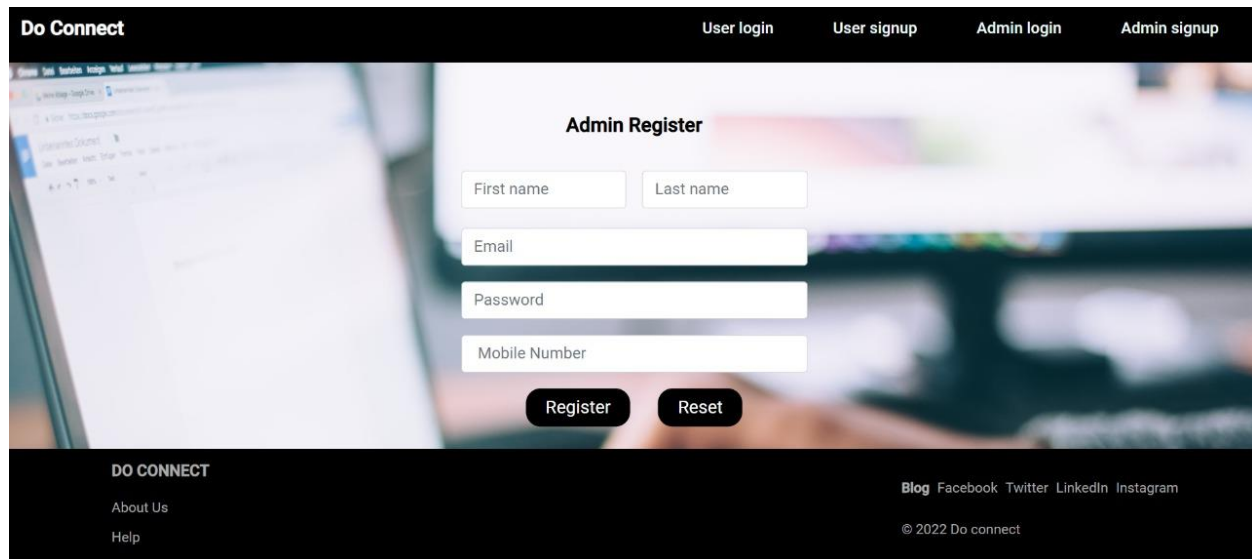 Do Connect User login User signup Admin login Admin signup
Admin Register
First name Last name
Email
Password
Mobile Number
Register Reset
DO CONNECT
About Us
Help
Blog Facebook Twitter LinkedIn Instagram
© 2022 Do connect